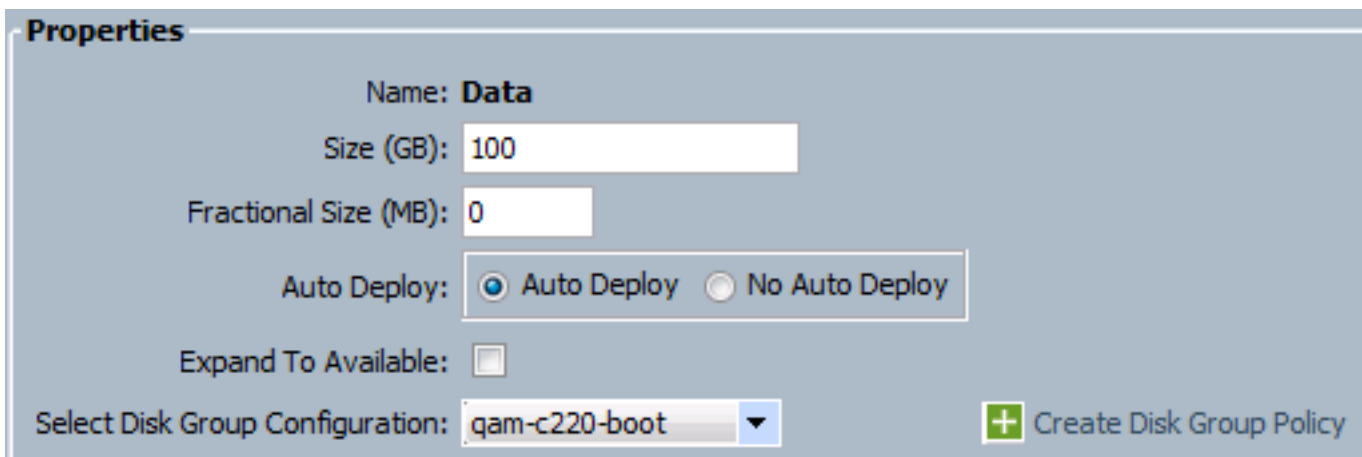 Properties
Name: Data
Size (GB): 100
Fractional Size (MB): 0
Auto Deploy: Auto Deploy No Auto Deploy
Expand To Available:
Select Disk Group Configuration: qam-c220-boot Create Disk Group Policy